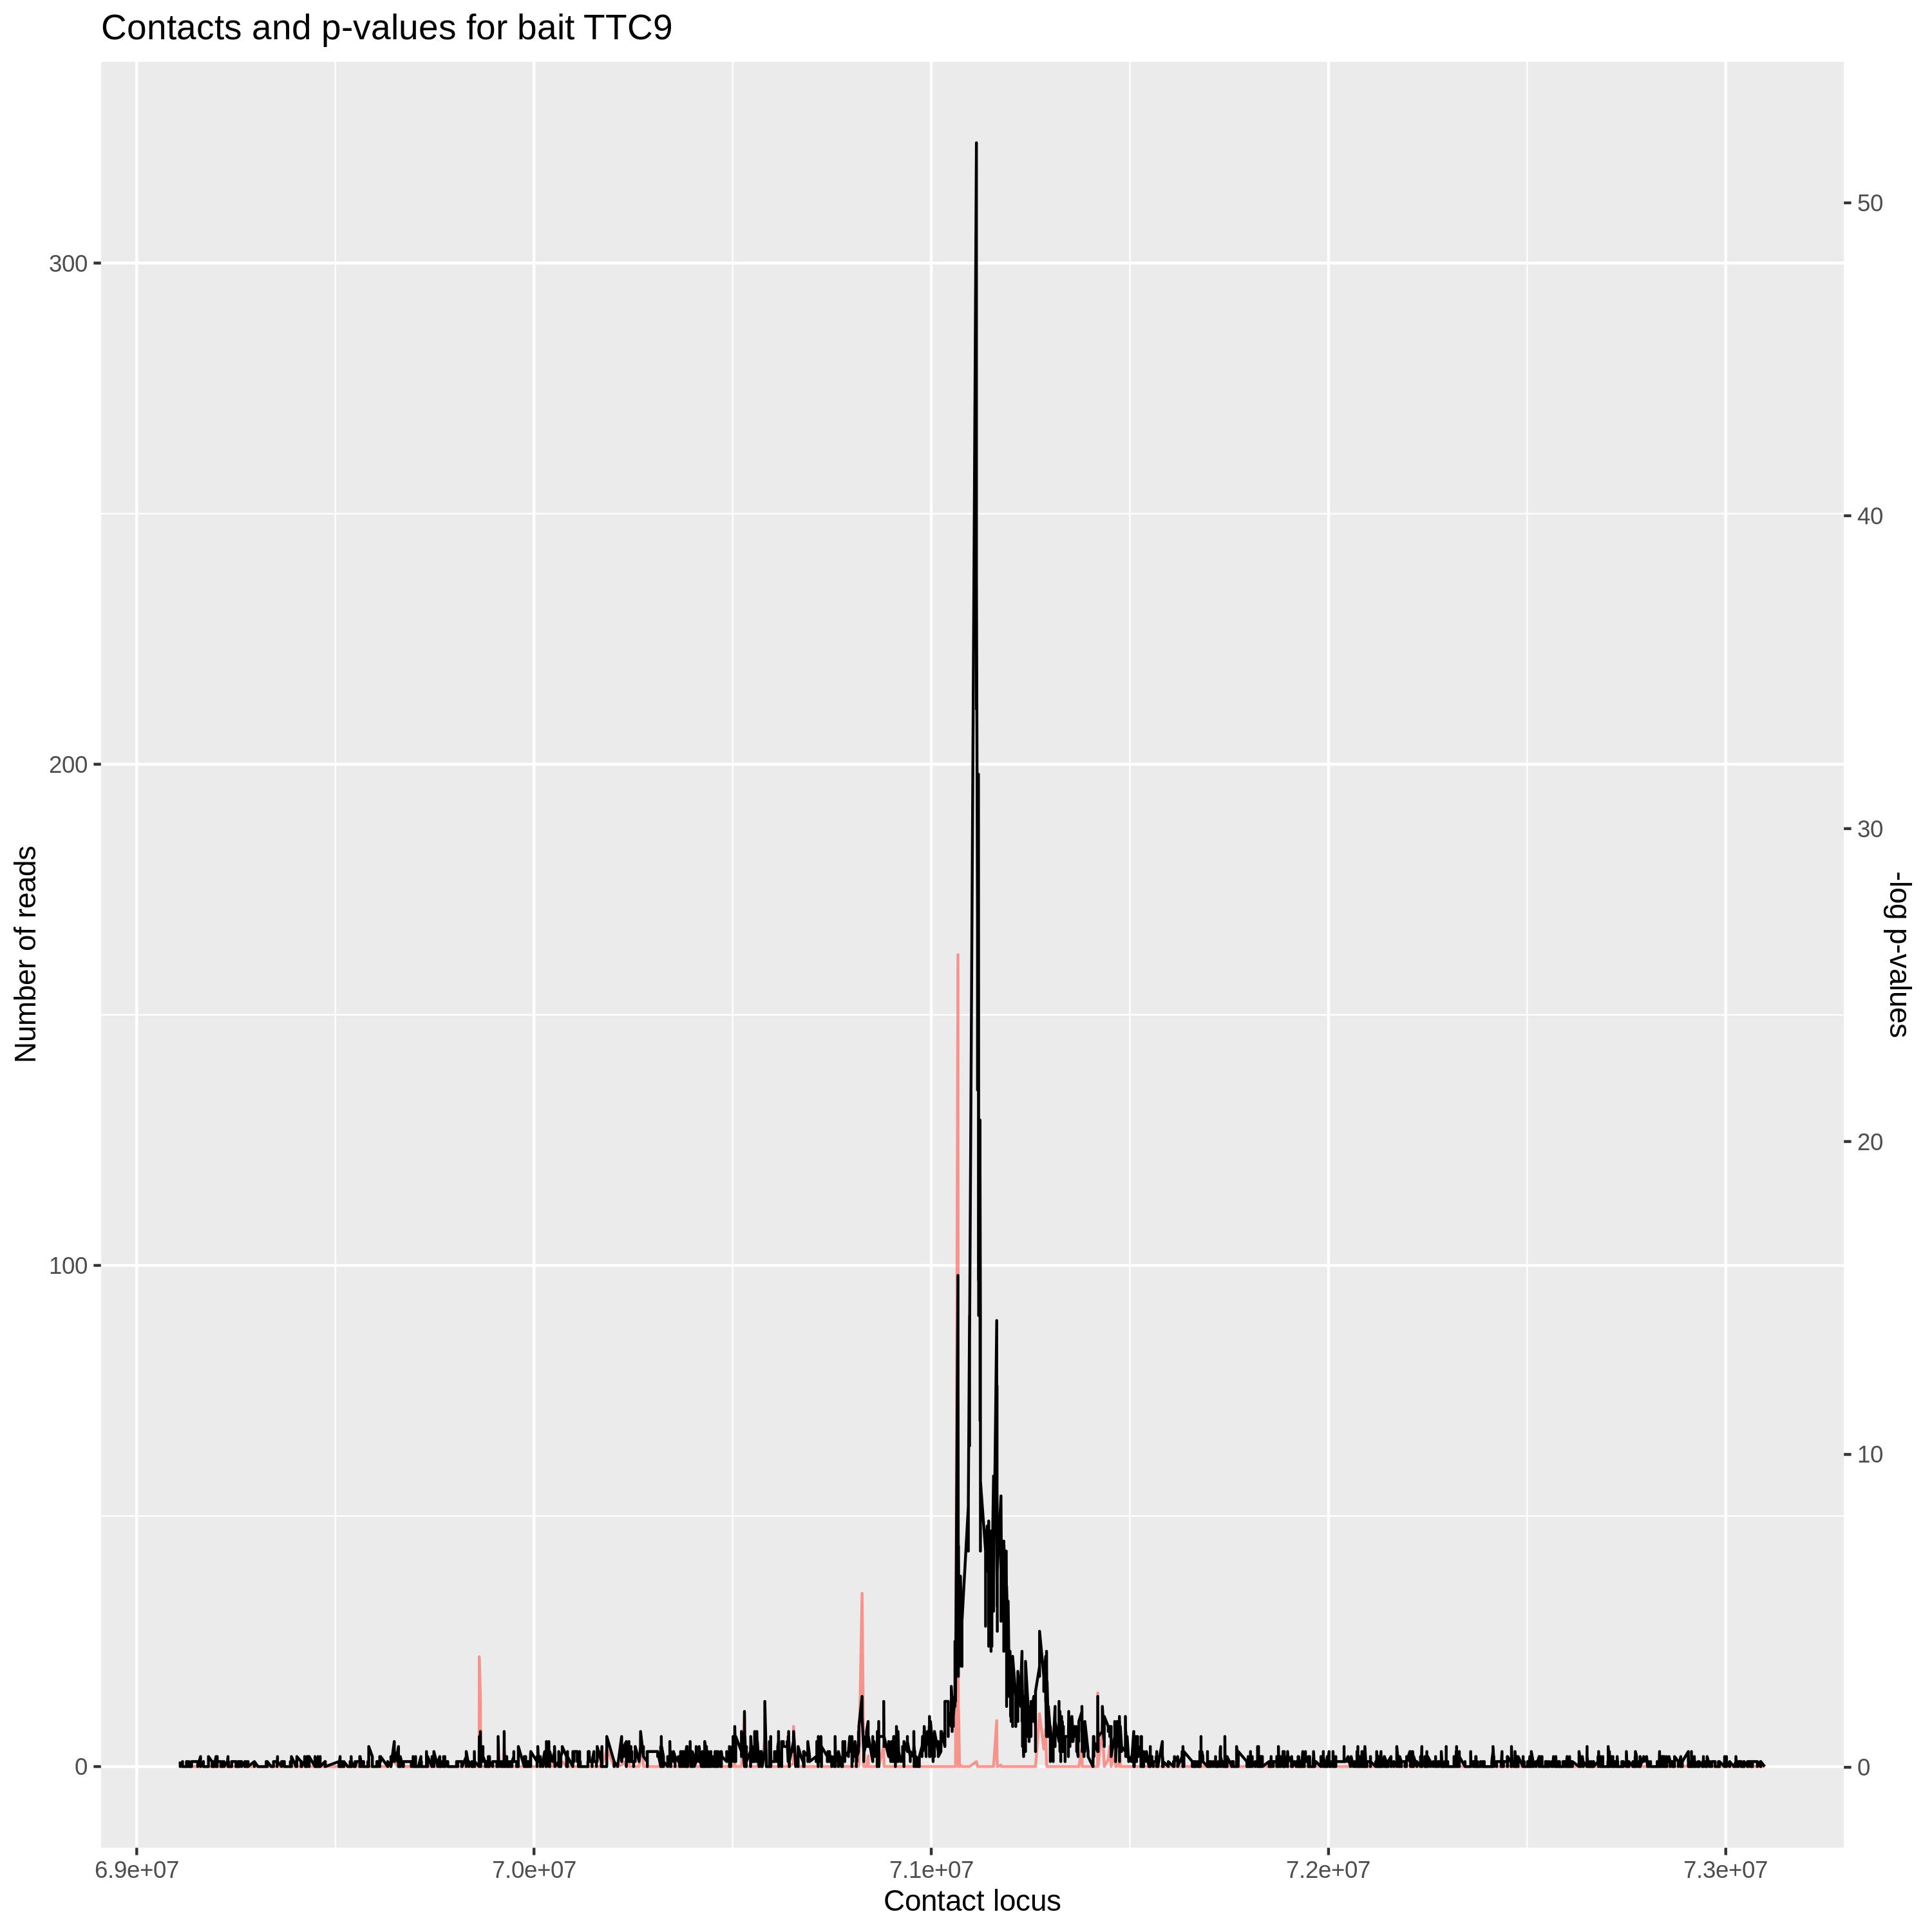 Contacts and p-values for bait TTC9
Number of reads
300
200
100
0
-log p-values
50
40
30
20
10
0
6.9e+07 7.0e+07 7.1e+07 7.2e+07 7.3e+07
Contact locus